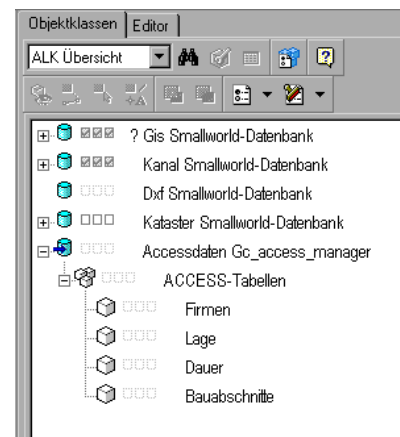 Objektklassen Editor
ALK Übersicht
? Gis Smallworld-Datenbank
Kanal Smallworld-Datenbank
Dxf Smallworld-Datenbank
Kataster Smallworld-Datenbank
Accessdaten Gc_access_manager
ACCESS-Tabellen
Firmen
Lage
Dauer
Bauabschnitte